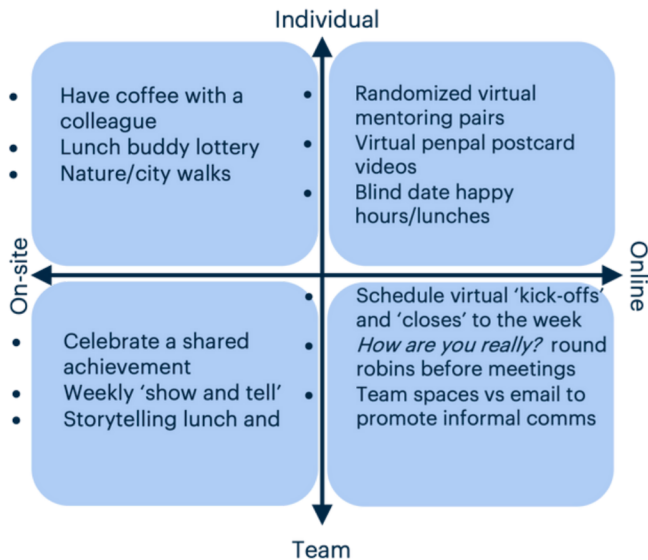 Individual
• Have coffee with a
colleague
• Lunch buddy lottery
• Nature/city walks
• Randomized virtual
mentoring pairs
• Virtual penpal postcard
videos
• Blind date happy
hours/lunches
On-site
Online
• Celebrate a shared
achievement
• Weekly ‘show and tell’
• Storytelling lunch and
• Schedule virtual ‘kick-offs’
and ‘closes’ to the week
• How are you really? round
robins before meetings
• Team spaces vs email to
promote informal comms
Team